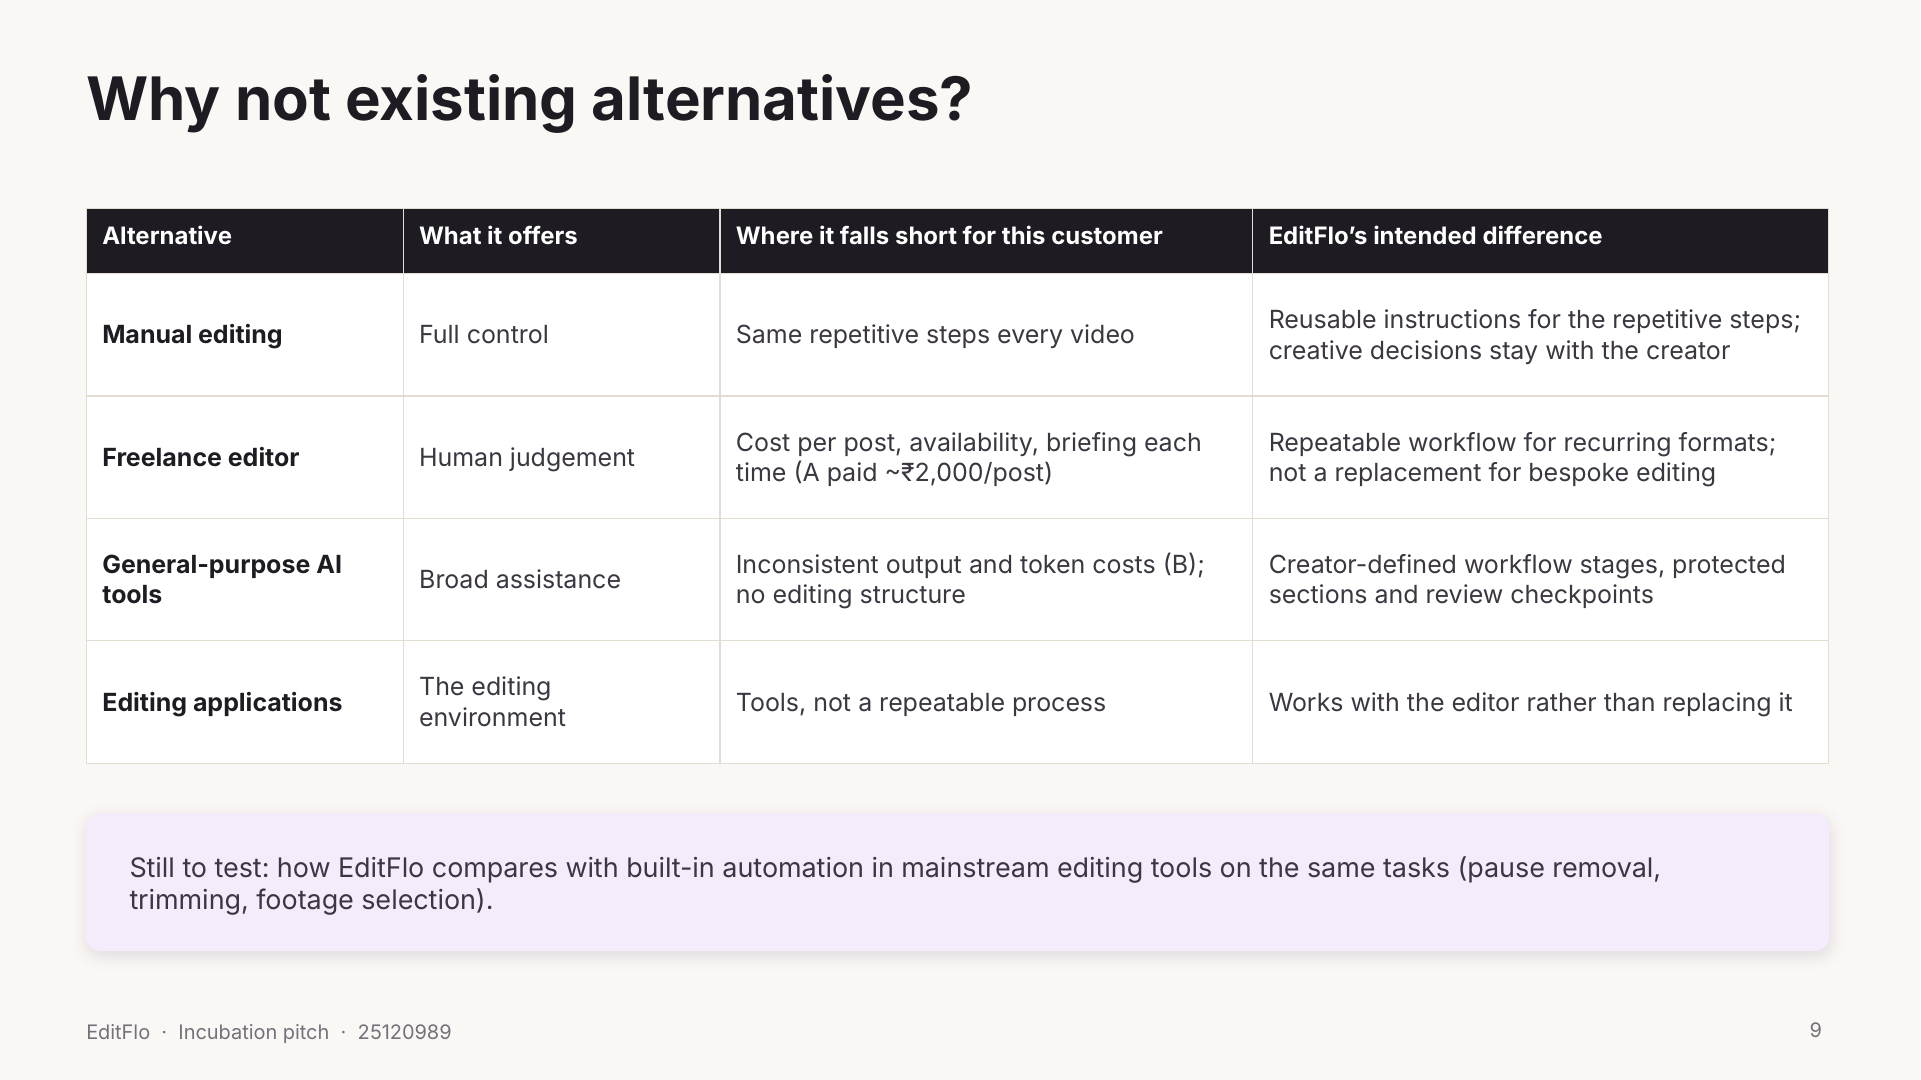 Why not existing alternatives?
Alternative
What it offers
Where it falls short for this customer
EditFlo’s intended difference
Manual editing
Full control
Same repetitive steps every video
Reusable instructions for the repetitive steps;
creative decisions stay with the creator
Freelance editor
Human judgement
Cost per post, availability, briefing each
time (A paid ~₹2,000/post)
Repeatable workflow for recurring formats;
not a replacement for bespoke editing
General-purpose AI
tools
Broad assistance
Inconsistent output and token costs (B);
no editing structure
Creator-defined workflow stages, protected
sections and review checkpoints
Editing applications
The editing
environment
Tools, not a repeatable process
Works with the editor rather than replacing it
Still to test: how EditFlo compares with built-in automation in mainstream editing tools on the same tasks (pause removal,
trimming, footage selection).
EditFlo · Incubation pitch · 25120989
9